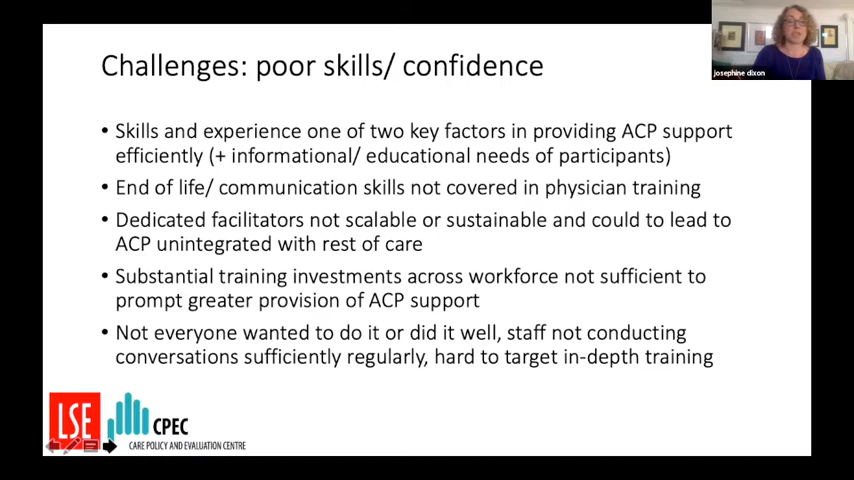 josephine dixon
Challenges: poor skills/ confidence
• Skills and experience one of two key factors in providing ACP support
efficiently (+ informational/ educational needs of participants)
• End of life/ communication skills not covered in physician training
• Dedicated facilitators not scalable or sustainable and could to lead to
ACP unintegrated with rest of care
• Substantial training investments across workforce not sufficient to
prompt greater provision of ACP support
• Not everyone wanted to do it or did it well, staff not conducting
conversations sufficiently regularly, hard to target in-depth training
LSE
CPEC
CARE POLICY AND EVALUATION CENTRE